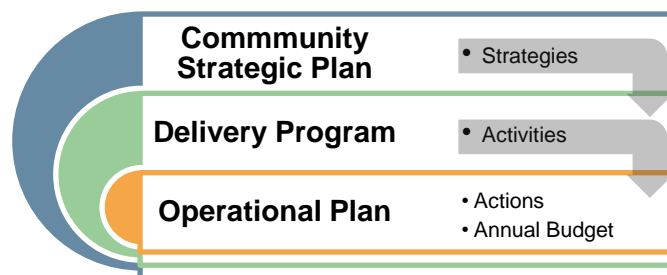 Commmunity
Strategic Plan
• Strategies
Delivery Program
• Activities
Operational Plan
• Actions
• Annual Budget